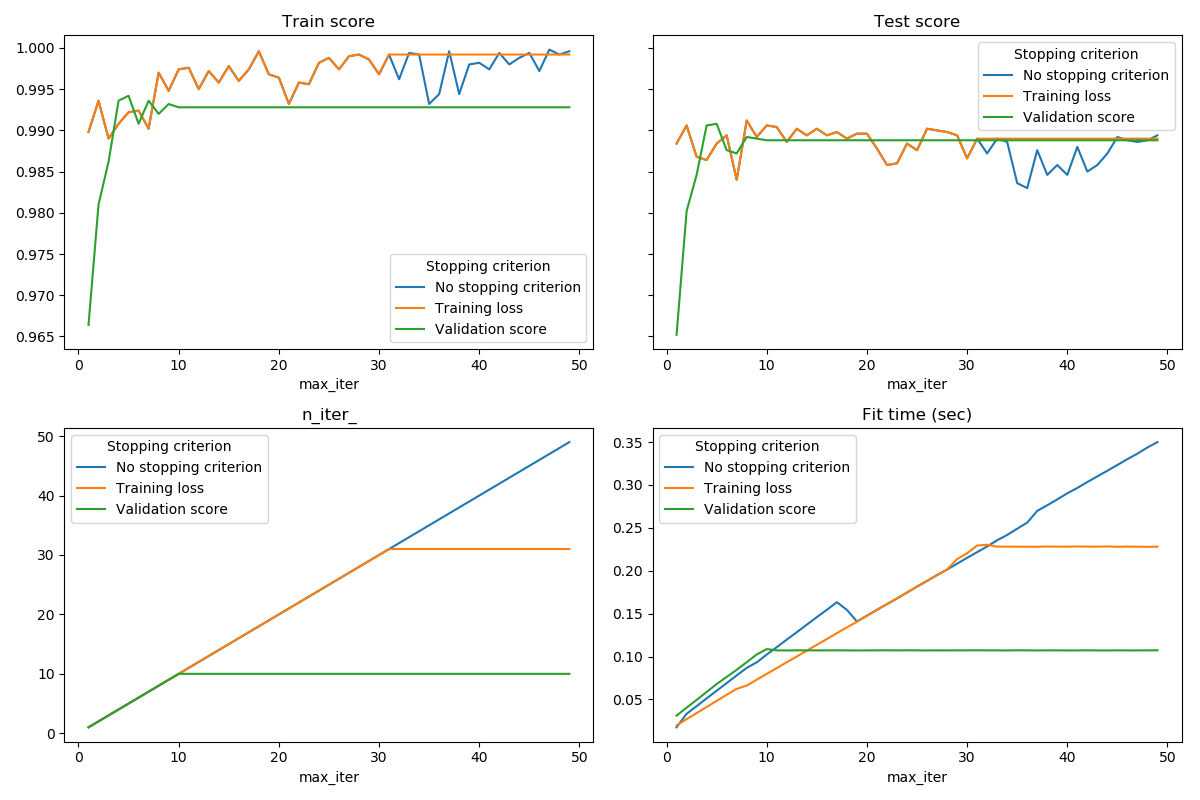 Train score
1.000
0.995
0.990
0.985
0.980
0.975
0.970
0.965
Stopping criterion
No stopping criterion
Training loss
Validation score
0 10 20 30 40 50
max_iter
Test score
Stopping criterion
No stopping criterion
Training loss
Validation score
0 10 20 30 40 50
max_iter
n_iter_
50
40
30
20
10
0
Stopping criterion
No stopping criterion
Training loss
Validation score
0 10 20 30 40 50
max_iter
Fit time (sec)
0.35
0.30
0.25
0.20
0.15
0.10
0.05
Stopping criterion
No stopping criterion
Training loss
Validation score
0 10 20 30 40 50
max_iter